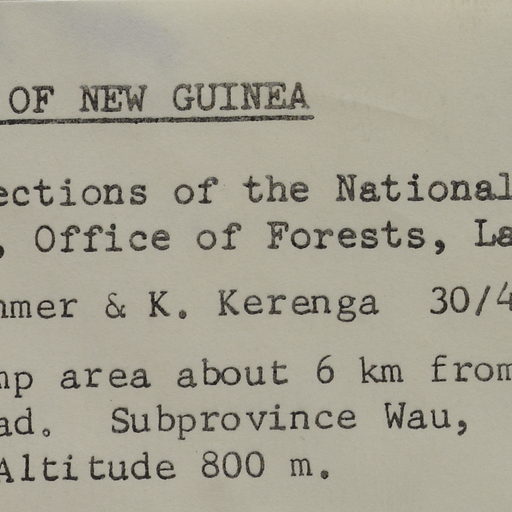 OF NEW GUINEA
ections of the National
, Office of Forests, La
mer & K. Kerenga 30/4
mp area about 6 km from
ad. Subprovince Wau,
Altitude 800 m.